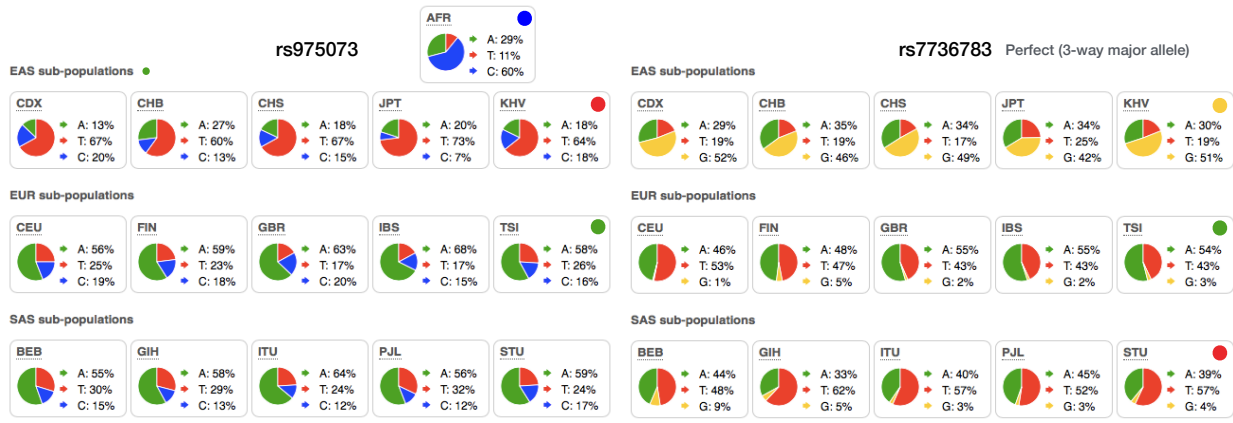 AFR
A: 29%
T: 11%
C: 60%
rs975073
rs7736783 Perfect (3-way major allele)
EAS sub-populations
CDX
A: 13%
T: 67%
C: 20%
CHB
A: 27%
T: 60%
C: 13%
CHS
A: 18%
T: 67%
C: 15%
JPT
A: 20%
T: 73%
C: 7%
KHV
A: 18%
T: 64%
C: 18%
EUR sub-populations
CEU
A: 56%
T: 25%
C: 19%
FIN
A: 59%
T: 23%
C: 18%
GBR
A: 63%
T: 17%
C: 20%
IBS
A: 68%
T: 17%
C: 15%
TSI
A: 58%
T: 26%
C: 16%
SAS sub-populations
BEB
A: 55%
T: 30%
C: 15%
GIH
A: 58%
T: 29%
C: 13%
ITU
A: 64%
T: 24%
C: 12%
PJL
A: 56%
T: 32%
C: 12%
STU
A: 59%
T: 24%
C: 17%
EAS sub-populations
CDX
A: 29%
T: 19%
G: 52%
CHB
A: 35%
T: 19%
G: 46%
CHS
A: 34%
T: 17%
G: 49%
JPT
A: 34%
T: 25%
G: 42%
KHV
A: 30%
T: 19%
G: 51%
EUR sub-populations
CEU
A: 46%
T: 53%
G: 1%
FIN
A: 48%
T: 47%
G: 5%
GBR
A: 55%
T: 43%
G: 2%
IBS
A: 55%
T: 43%
G: 2%
TSI
A: 54%
T: 43%
G: 3%
SAS sub-populations
BEB
A: 44%
T: 48%
G: 9%
GIH
A: 33%
T: 62%
G: 5%
ITU
A: 40%
T: 57%
G: 3%
PJL
A: 45%
T: 52%
G: 3%
STU
A: 39%
T: 57%
G: 4%